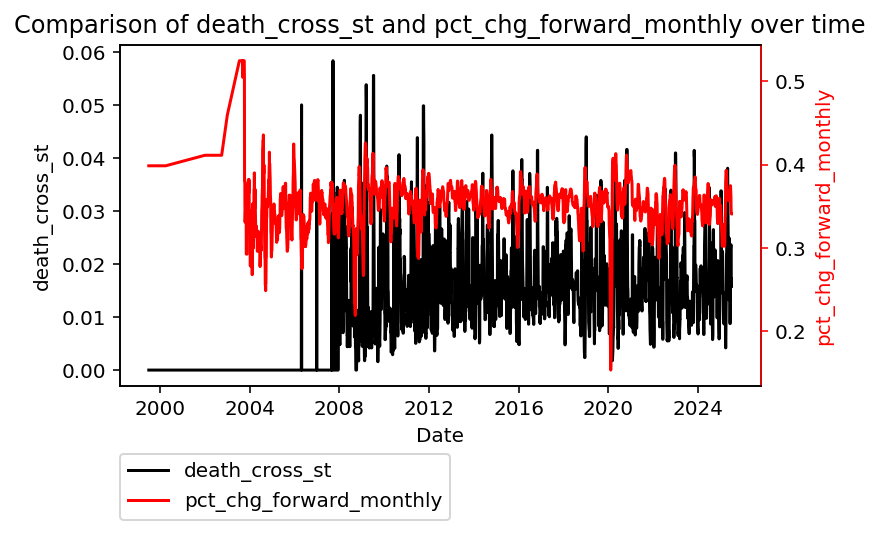 Comparison of death_cross_st and pct_chg_forward_monthly over time
0.06
0.05
0.04
0.03
0.02
0.01
0.00
death_cross_st
0.5
0.4
0.3
0.2
pct_chg_forward_monthly
2000 2004 2008 2012 2016 2020 2024
Date
death_cross_st
pct_chg_forward_monthly